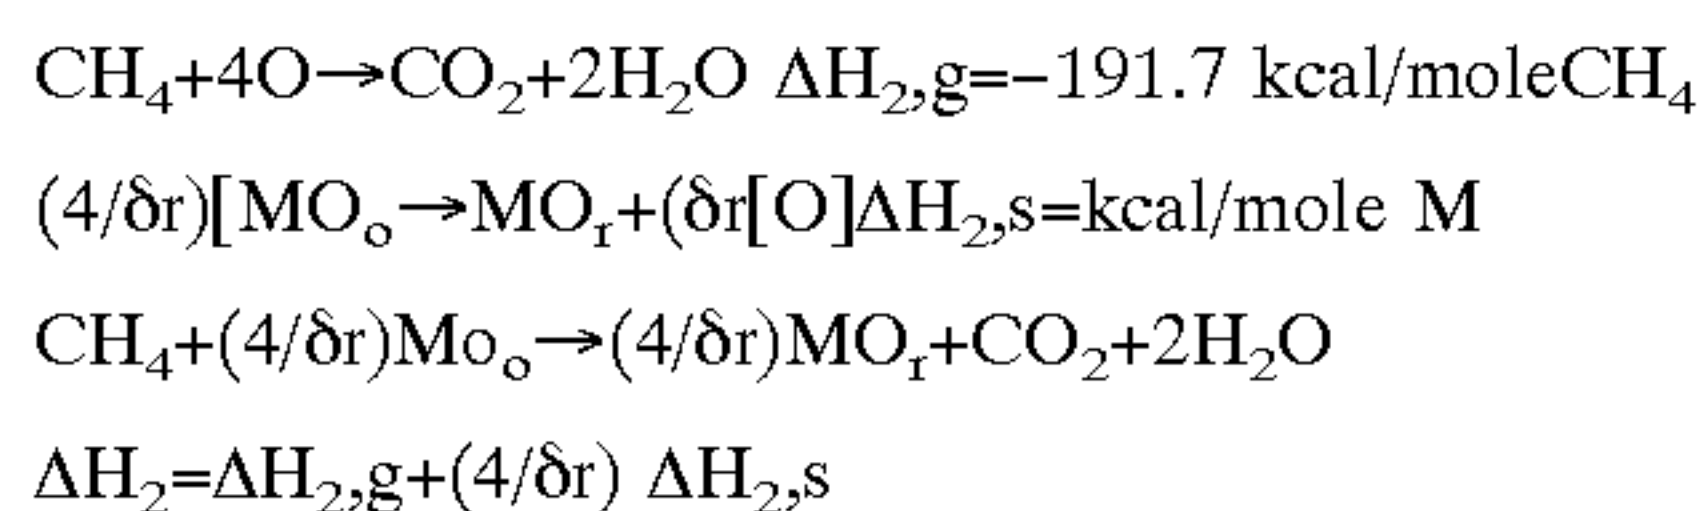 CH₄+4O→CO₂+2H₂O ΔH₂,g=−191.7 kcal/moleCH₄
(4/δr)[MOₒ→MOᵣ+(δr[O]ΔH₂,s=kcal/mole M
CH₄+(4/δr)Moₒ→(4/δr)MOᵣ+CO₂+2H₂O
ΔH₂=ΔH₂,g+(4/δr) ΔH₂,s